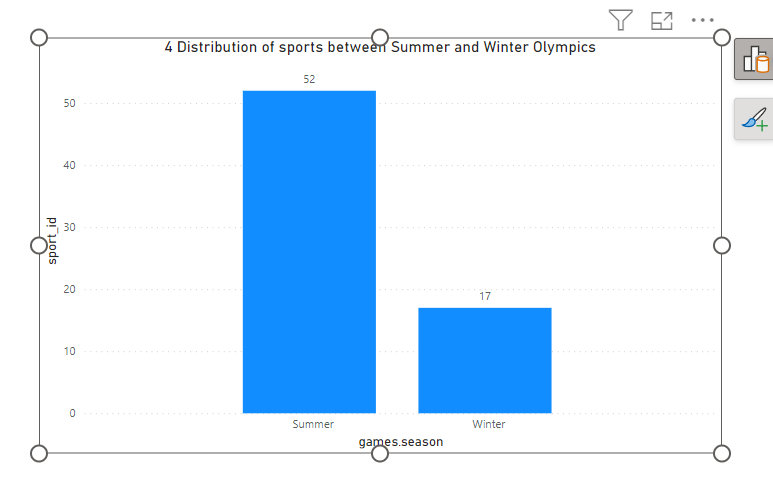 4 Distribution of sports between Summer and Winter Olympics
52
50
40
sport_id
30
20
17
10
0
Summer
Winter
games.season